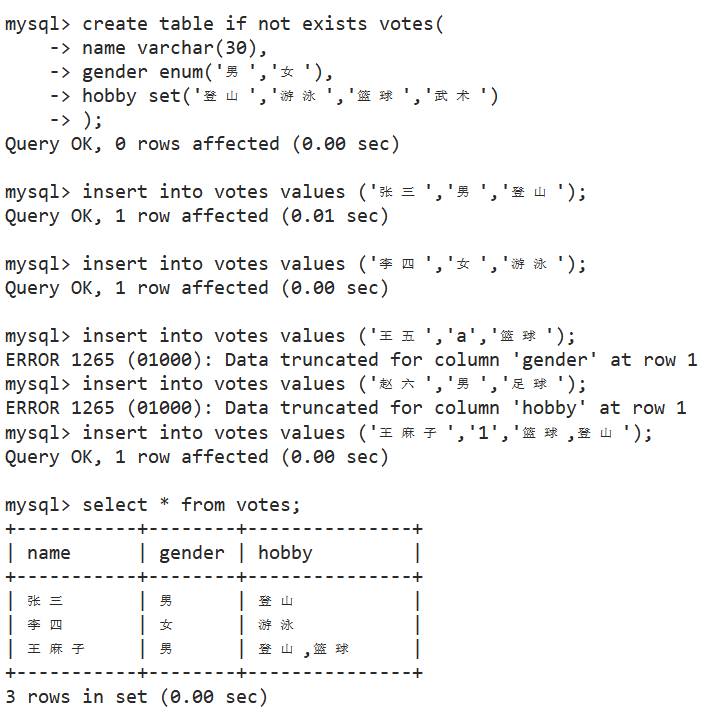 mysql> create table if not exists votes(
    -> name varchar(30),
    -> gender enum('男','女'),
    -> hobby set('登山','游泳','篮球','武术')
    -> );
Query OK, 0 rows affected (0.00 sec)

mysql> insert into votes values ('张三','男','登山');
Query OK, 1 row affected (0.01 sec)

mysql> insert into votes values ('李四','女','游泳');
Query OK, 1 row affected (0.00 sec)

mysql> insert into votes values ('王五','a','篮球');
ERROR 1265 (01000): Data truncated for column 'gender' at row 1
mysql> insert into votes values ('赵六','男','足球');
ERROR 1265 (01000): Data truncated for column 'hobby' at row 1
mysql> insert into votes values ('王麻子','1','篮球,登山');
Query OK, 1 row affected (0.00 sec)

mysql> select * from votes;
+-----------+--------+---------------+
| name      | gender | hobby         |
+-----------+--------+---------------+
| 张三      | 男     | 登山          |
| 李四      | 女     | 游泳          |
| 王麻子    | 男     | 登山,篮球     |
+-----------+--------+---------------+
3 rows in set (0.00 sec)